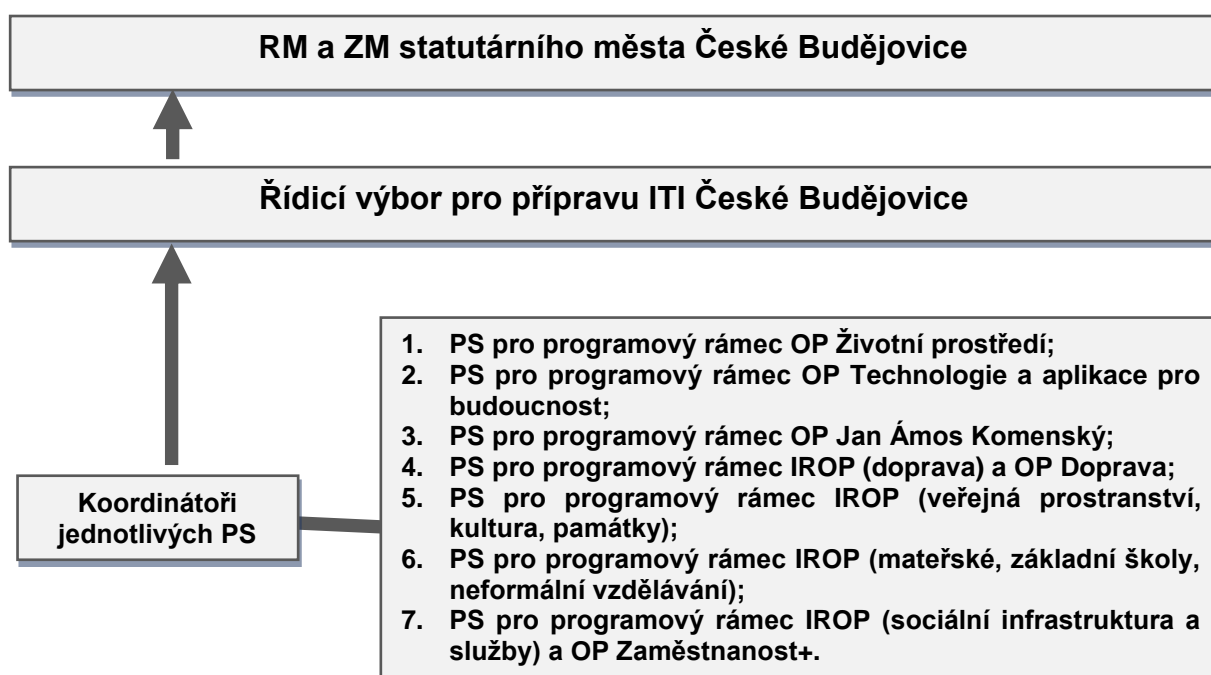 RM a ZM statutárního města České Budějovice
Řídicí výbor pro přípravu ITI České Budějovice
Koordinátoři
jednotlivých PS
1. PS pro programový rámec OP Životní prostředí;
2. PS pro programový rámec OP Technologie a aplikace pro
budoucnost;
3. PS pro programový rámec OP Jan Ámos Komenský;
4. PS pro programový rámec IROP (doprava) a OP Doprava;
5. PS pro programový rámec IROP (veřejná prostranství,
kultura, památky);
6. PS pro programový rámec IROP (mateřské, základní školy,
neformální vzdělávání);
7. PS pro programový rámec IROP (sociální infrastruktura a
služby) a OP Zaměstnanost+.